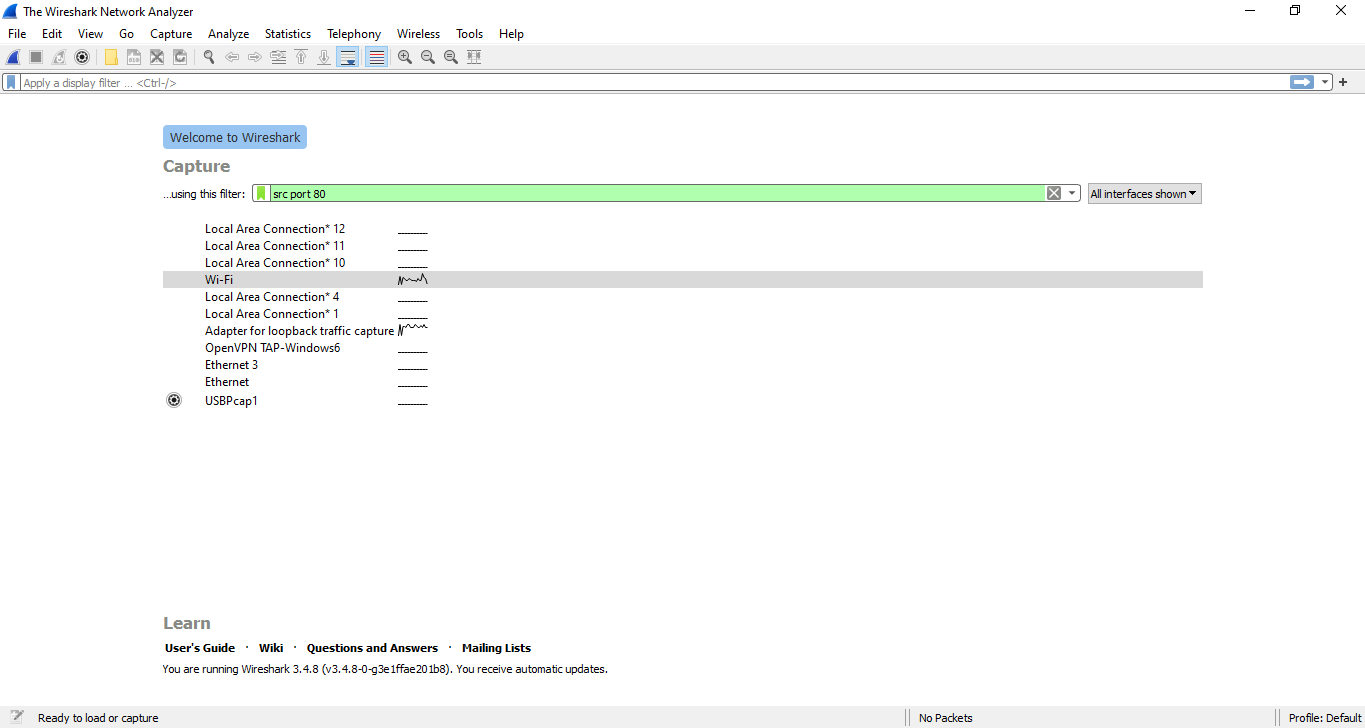 The Wireshark Network Analyzer
File Edit View Go Capture Analyze Statistics Telephony Wireless Tools Help
Apply a display filter ... <Ctrl-/>
Welcome to Wireshark
Capture
...using this filter: src port 80 All interfaces shown
Local Area Connection* 12
Local Area Connection* 11
Local Area Connection* 10
Wi-Fi
Local Area Connection* 4
Local Area Connection* 1
Adapter for loopback traffic capture
OpenVPN TAP-Windows6
Ethernet 3
Ethernet
USBPcap1
Learn
User's Guide · Wiki · Questions and Answers · Mailing Lists
You are running Wireshark 3.4.8 (v3.4.8-0-g3e1ffae201b8). You receive automatic updates.
Ready to load or capture No Packets Profile: Default